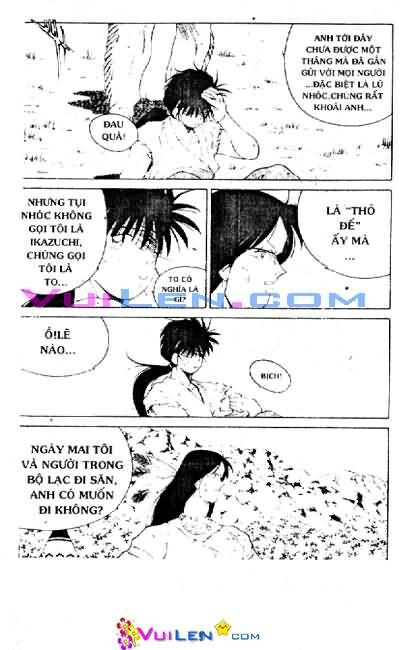 ANH TỚI ĐÂY
CHƯA ĐƯỢC MỘT
THÁNG MÀ ĐÃ GẦN
GŨI VỚI MỌI NGƯỜI
...ĐẶC BIỆT LÀ LŨ
NHÓC.CHÚNG RẤT
KHOÁI ANH...
ĐAU
QUÁ!
NHƯNG TỤI
NHÓC KHÔNG
GỌI TÔI LÀ
IKAZUCHI,
CHÚNG GỌI
TÔI LÀ
TO...
TO CÓ
NGHĨA LÀ
GÌ?
LÀ "THỎ
ĐẾ"
ẤY MÀ
...
VUILEN.COM
Ồ!LẼ
NÀO...
BỊCH!
NGÀY MAI TÔI
VÀ NGƯỜI TRONG
BỘ LẠC ĐI SĂN,
ANH CÓ MUỐN
ĐI KHÔNG?
VUILEN.COM